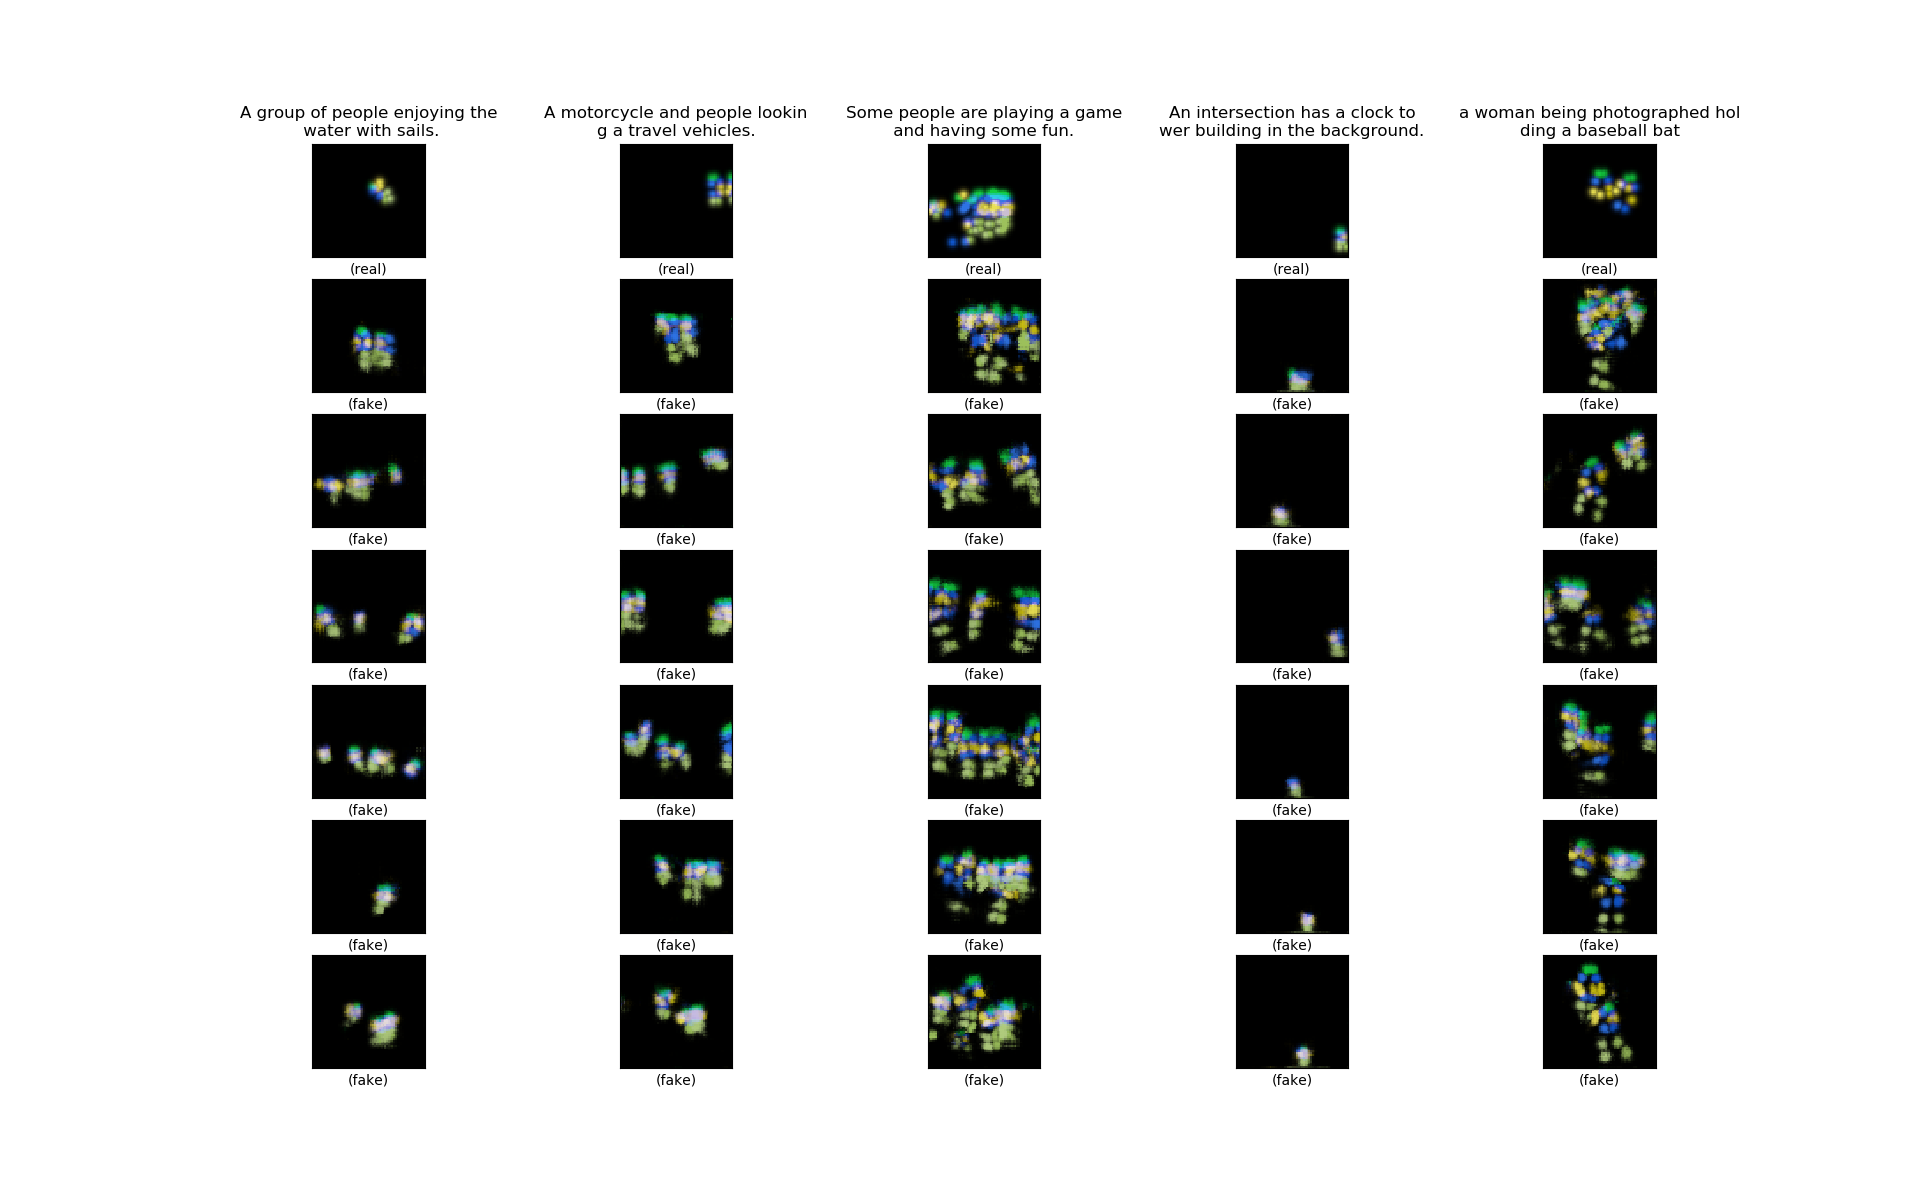 A group of people enjoying the
water with sails.
A motorcycle and people lookin
g a travel vehicles.
Some people are playing a game
and having some fun.
An intersection has a clock to
wer building in the background.
a woman being photographed hol
ding a baseball bat
(real) (real) (real) (real) (real)
(fake) (fake) (fake) (fake) (fake)
(fake) (fake) (fake) (fake) (fake)
(fake) (fake) (fake) (fake) (fake)
(fake) (fake) (fake) (fake) (fake)
(fake) (fake) (fake) (fake) (fake)
(fake) (fake) (fake) (fake) (fake)